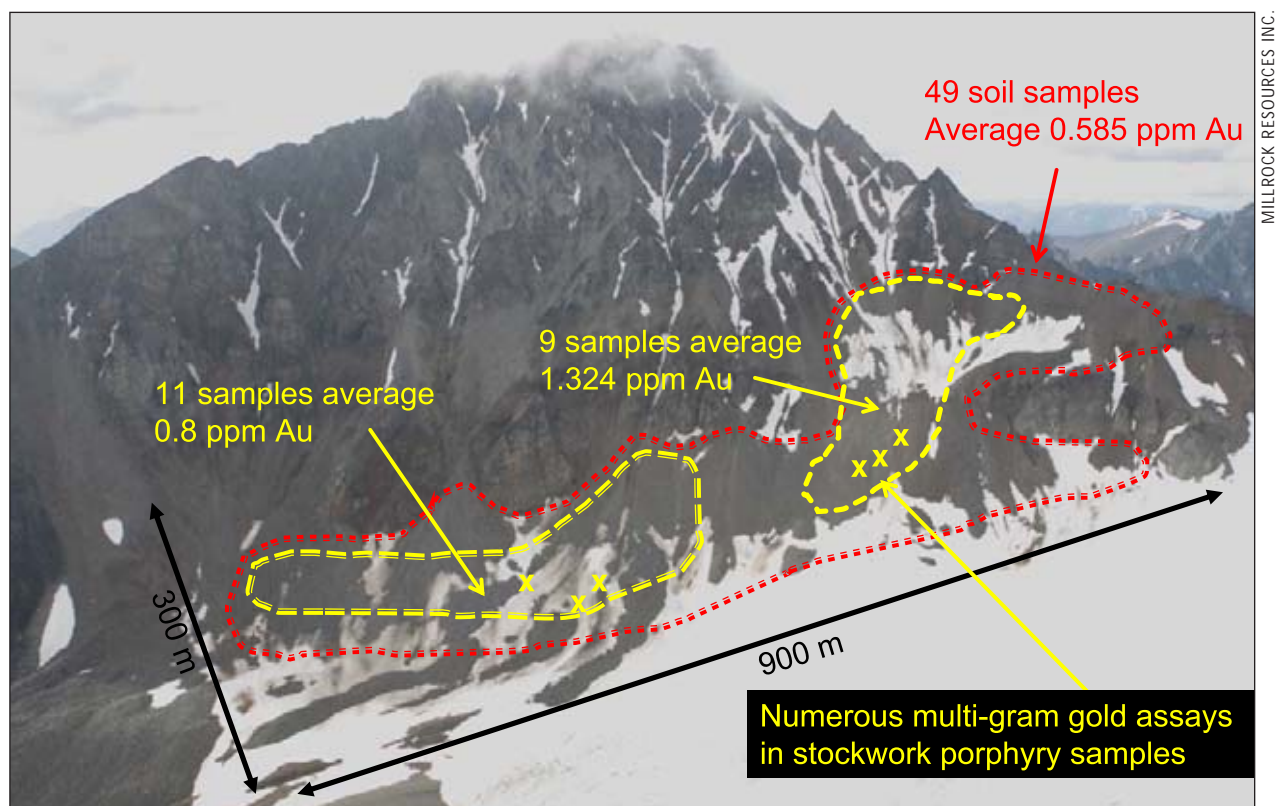 MILLROCK RESOURCES INC.
49 soil samples
Average 0.585 ppm Au
9 samples average
1.324 ppm Au
11 samples average
0.8 ppm Au
x
x
x
x
x
x
300 m
900 m
Numerous multi-gram gold assays
in stockwork porphyry samples